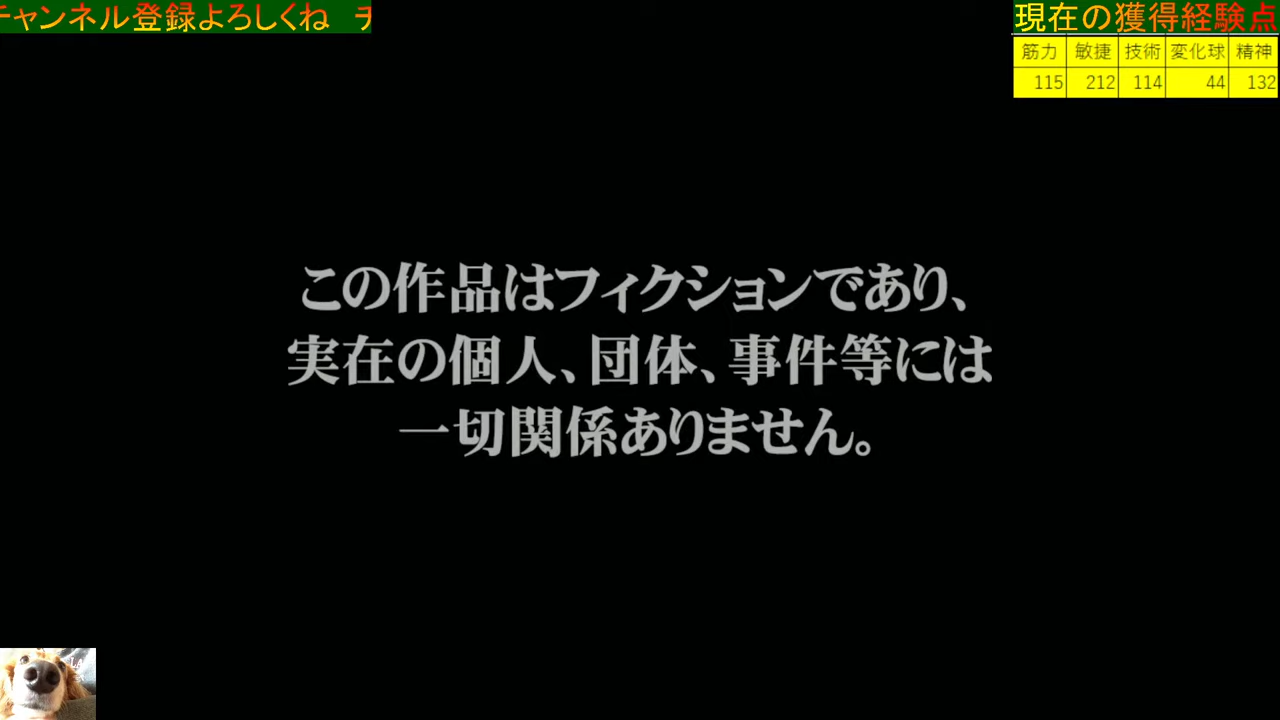 チャンネル登録よろしくね チ
現在の獲得経験点
筋力 敏捷 技術 変化球 精神
115 212 114 44 132
この作品はフィクションであり、
実在の個人、団体、事件等には
一切関係ありません。